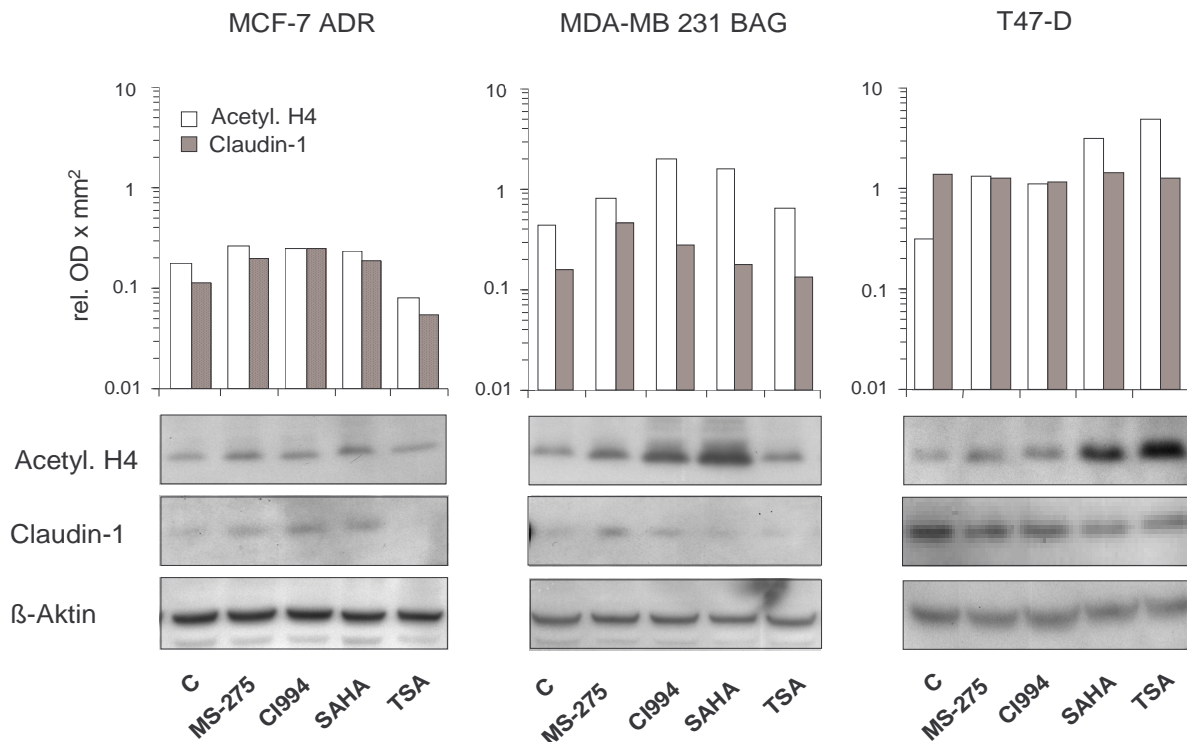 MCF-7 ADR MDA-MB 231 BAG T47-D
10 10 10
Acetyl. H4
Claudin-1
1 1 1
rel. OD x mm²
0.1 0.1 0.1
0.01 0.01 0.01
Acetyl. H4
Claudin-1
ß-Aktin
C MS-275 CI994 SAHA TSA C MS-275 CI994 SAHA TSA C MS-275 CI994 SAHA TSA